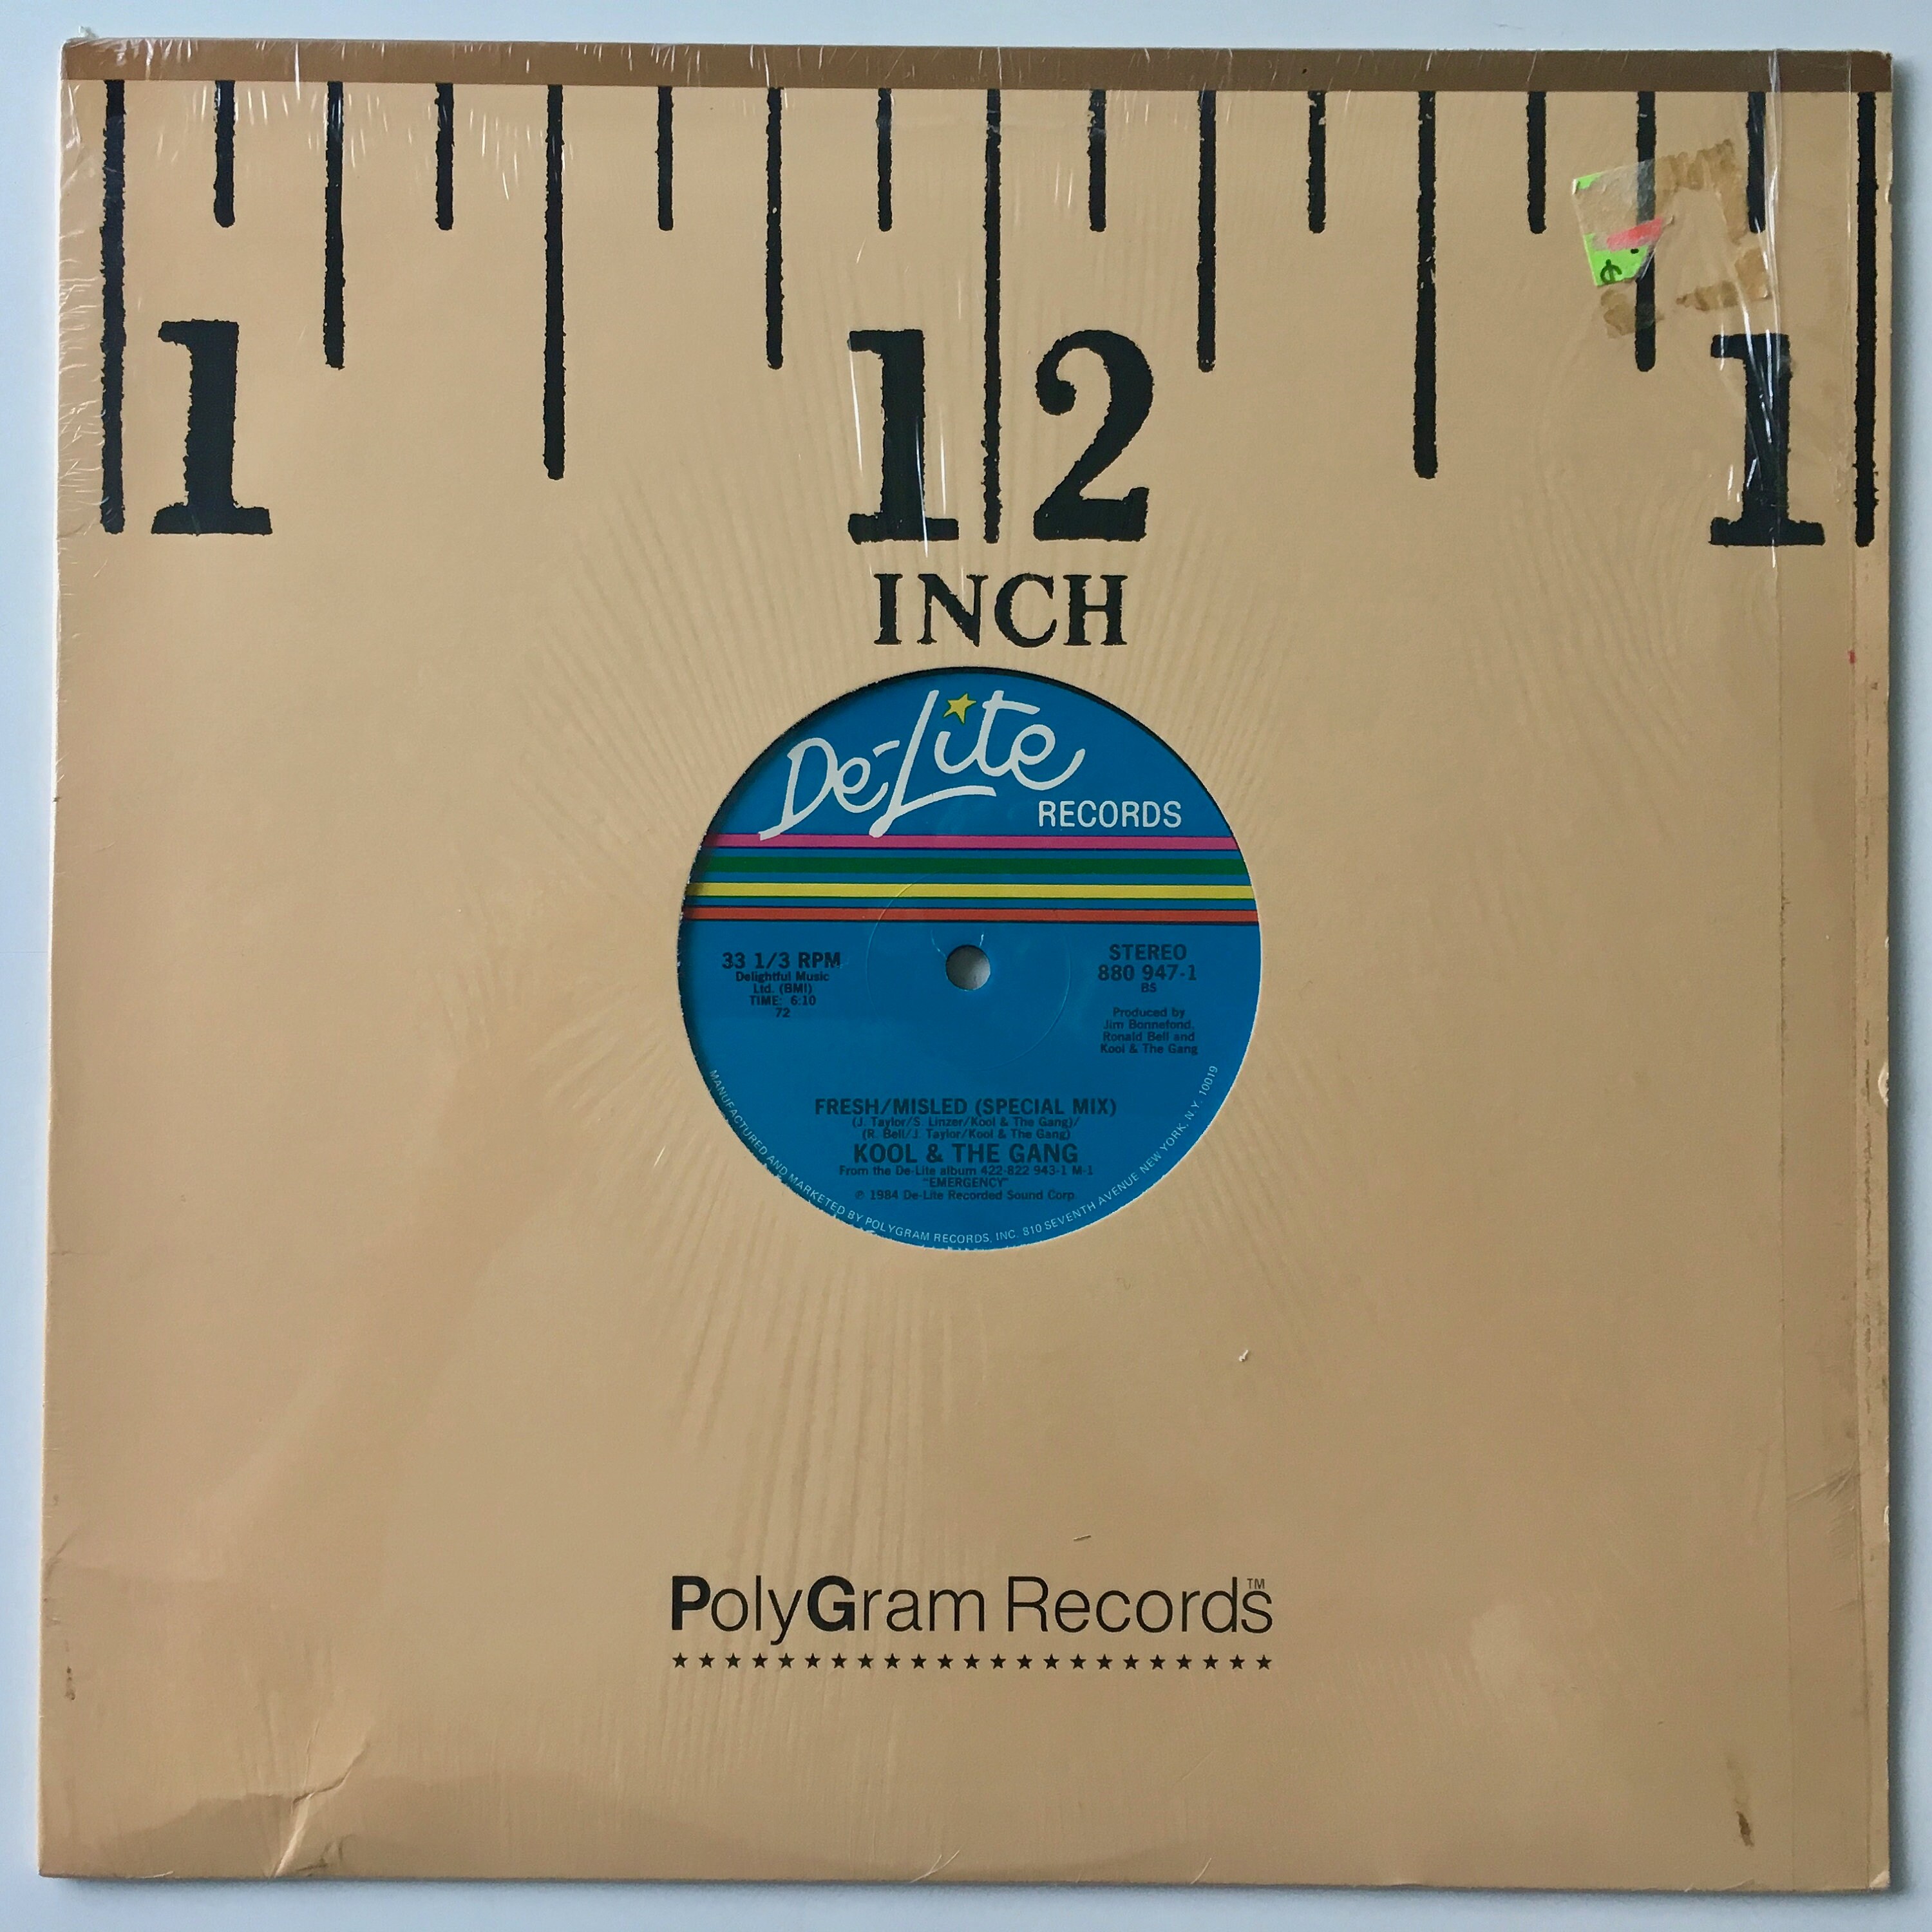 1 12 1
INCH
De-Lite
RECORDS
33 1/3 RPM
Delightful Music
Ltd. (BMI)
TIME: 6:10
72
STEREO
880 947-1
BS
Produced by
Jim Bonnefond,
Ronald Bell and
Kool & The Gang
FRESH/MISLED (SPECIAL MIX)
(J. Taylor/S. Linzer/Kool & The Gang)/
(R. Bell/J. Taylor/Kool & The Gang)
KOOL & THE GANG
From the De-Lite album 422-822 943-1 M-1
"EMERGENCY"
℗ 1984 De-Lite Recorded Sound Corp.
MANUFACTURED AND MARKETED BY POLYGRAM RECORDS, INC. 810 SEVENTH AVENUE NEW YORK, N.Y. 10019
PolyGram Records™